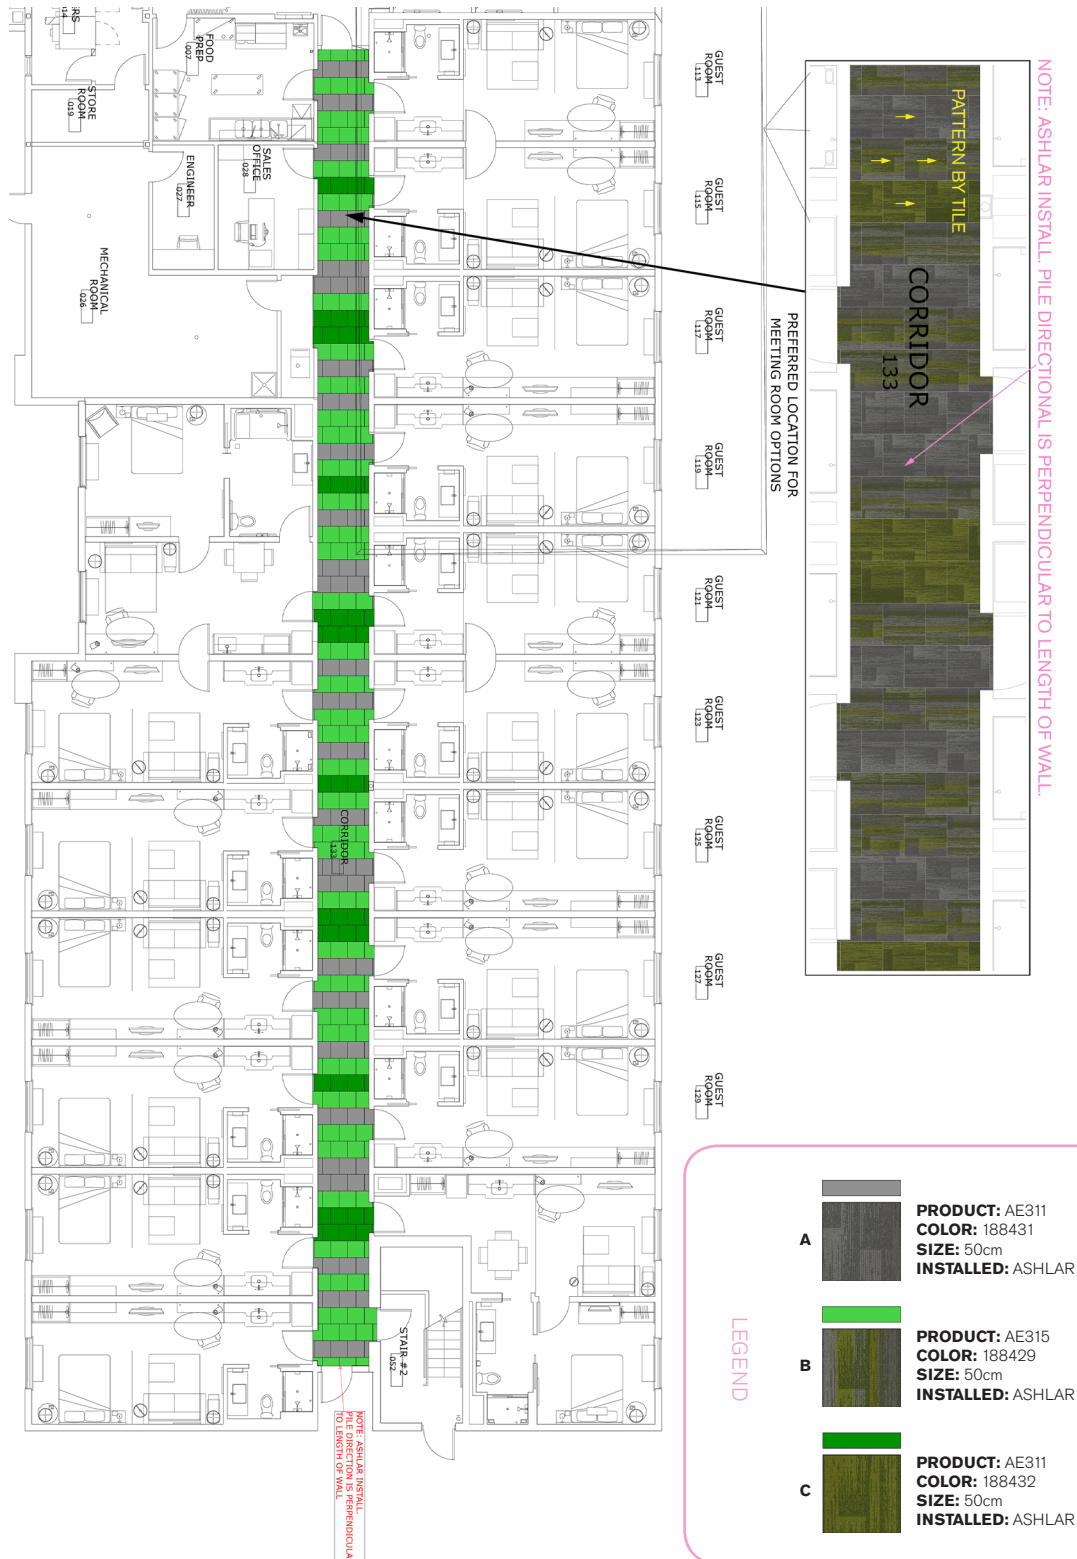 RS
014
FOOD
PREP
007
STORE
ROOM
019
SALES
OFFICE
028
ENGINEER
027
MECHANICAL
ROOM
026
GUEST
ROOM
113
GUEST
ROOM
115
GUEST
ROOM
117
GUEST
ROOM
119
GUEST
ROOM
121
GUEST
ROOM
123
GUEST
ROOM
125
GUEST
ROOM
127
GUEST
ROOM
129
CORRIDOR
133
STAIR #2
052
NOTE: ASHLAR INSTALL.
PILE DIRECTION IS PERPENDICULA
TO LENGTH OF WALL
PREFERRED LOCATION FOR
MEETING ROOM OPTIONS
NOTE: ASHLAR INSTALL. PILE DIRECTIONAL IS PERPENDICULAR TO LENGTH OF WALL.
PATTERN BY TILE
CORRIDOR
133
LEGEND
A
PRODUCT: AE311
COLOR: 188431
SIZE: 50cm
INSTALLED: ASHLAR
B
PRODUCT: AE315
COLOR: 188429
SIZE: 50cm
INSTALLED: ASHLAR
C
PRODUCT: AE311
COLOR: 188432
SIZE: 50cm
INSTALLED: ASHLAR